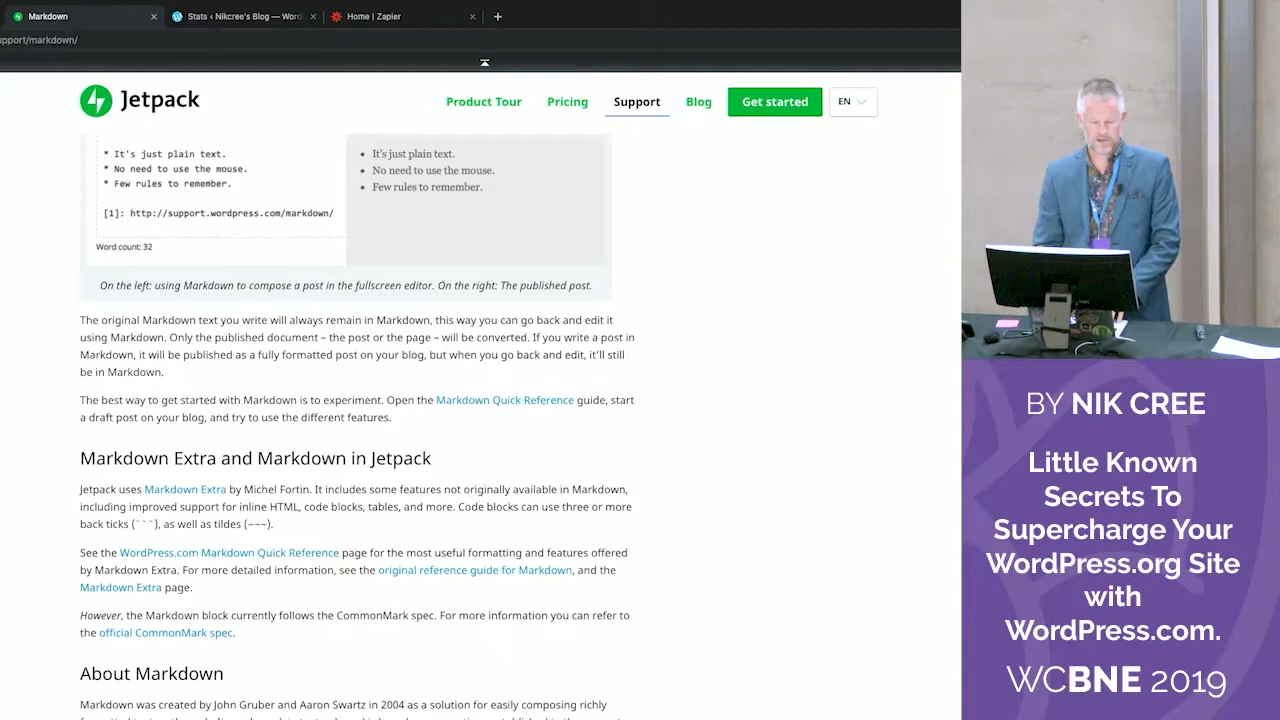 Markdown
Stats ‹ Nikcree's Blog — Word
Home | Zapier
upport/markdown/
Jetpack
Product Tour
Pricing
Support
Blog
Get started
EN
* It's just plain text.
* No need to use the mouse.
* Few rules to remember.
[1]: http://support.wordpress.com/markdown/
Word count: 32
• It's just plain text.
• No need to use the mouse.
• Few rules to remember.
On the left: using Markdown to compose a post in the fullscreen editor. On the right: The published post.
The original Markdown text you write will always remain in Markdown, this way you can go back and edit it
using Markdown. Only the published document – the post or the page – will be converted. If you write a post in
Markdown, it will be published as a fully formatted post on your blog, but when you go back and edit, it'll still
be in Markdown.
The best way to get started with Markdown is to experiment. Open the Markdown Quick Reference guide, start
a draft post on your blog, and try to use the different features.
Markdown Extra and Markdown in Jetpack
Jetpack uses Markdown Extra by Michel Fortin. It includes some features not originally available in Markdown,
including improved support for inline HTML, code blocks, tables, and more. Code blocks can use three or more
back ticks (```), as well as tildes (~~~).
See the WordPress.com Markdown Quick Reference page for the most useful formatting and features offered
by Markdown Extra. For more detailed information, see the original reference guide for Markdown, and the
Markdown Extra page.
However, the Markdown block currently follows the CommonMark spec. For more information you can refer to
the official CommonMark spec.
About Markdown
Markdown was created by John Gruber and Aaron Swartz in 2004 as a solution for easily composing richly
BY NIK CREE
Little Known
Secrets To
Supercharge Your
WordPress.org Site
with
WordPress.com.
WCBNE 2019